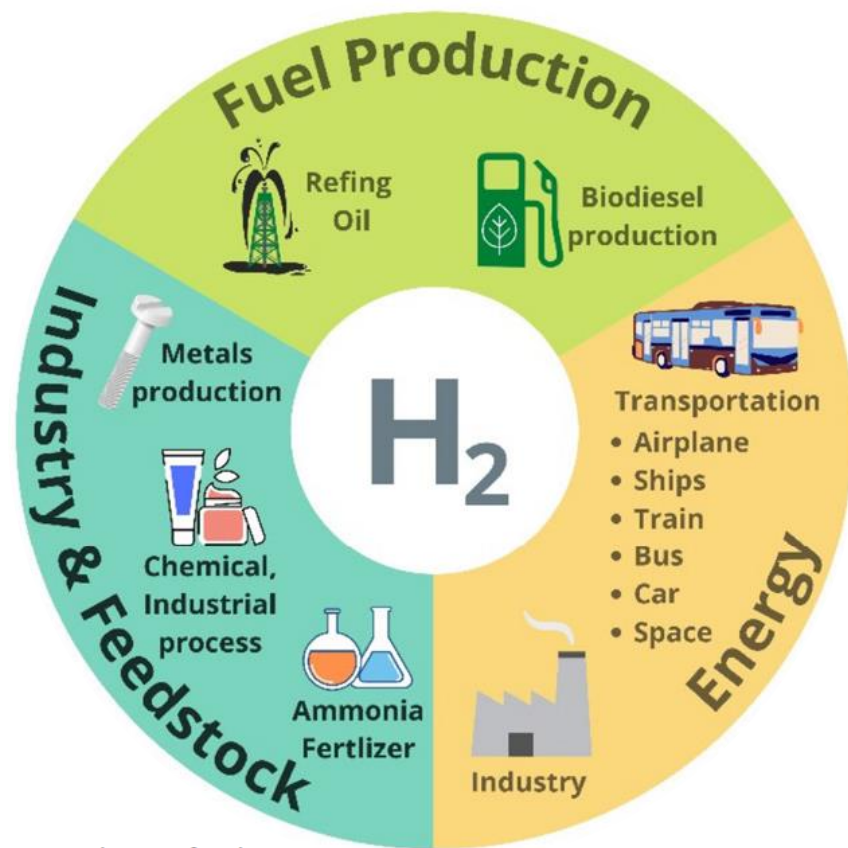 Fuel Production
Refing
Oil
Biodiesel
production
Industry & Feedstock
Metals
production
Chemical,
Industrial
process
Ammonia
Fertlizer
H₂
Transportation
• Airplane
• Ships
• Train
• Bus
• Car
• Space
Energy
Industry